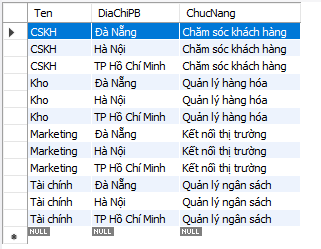 Ten DiaChiPB ChucNang
CSKH Đà Nẵng Chăm sóc khách hàng
CSKH Hà Nội Chăm sóc khách hàng
CSKH TP Hồ Chí Minh Chăm sóc khách hàng
Kho Đà Nẵng Quản lý hàng hóa
Kho Hà Nội Quản lý hàng hóa
Kho TP Hồ Chí Minh Quản lý hàng hóa
Marketing Đà Nẵng Kết nối thị trường
Marketing Hà Nội Kết nối thị trường
Marketing TP Hồ Chí Minh Kết nối thị trường
Tài chính Đà Nẵng Quản lý ngân sách
Tài chính Hà Nội Quản lý ngân sách
Tài chính TP Hồ Chí Minh Quản lý ngân sách
NULL NULL NULL